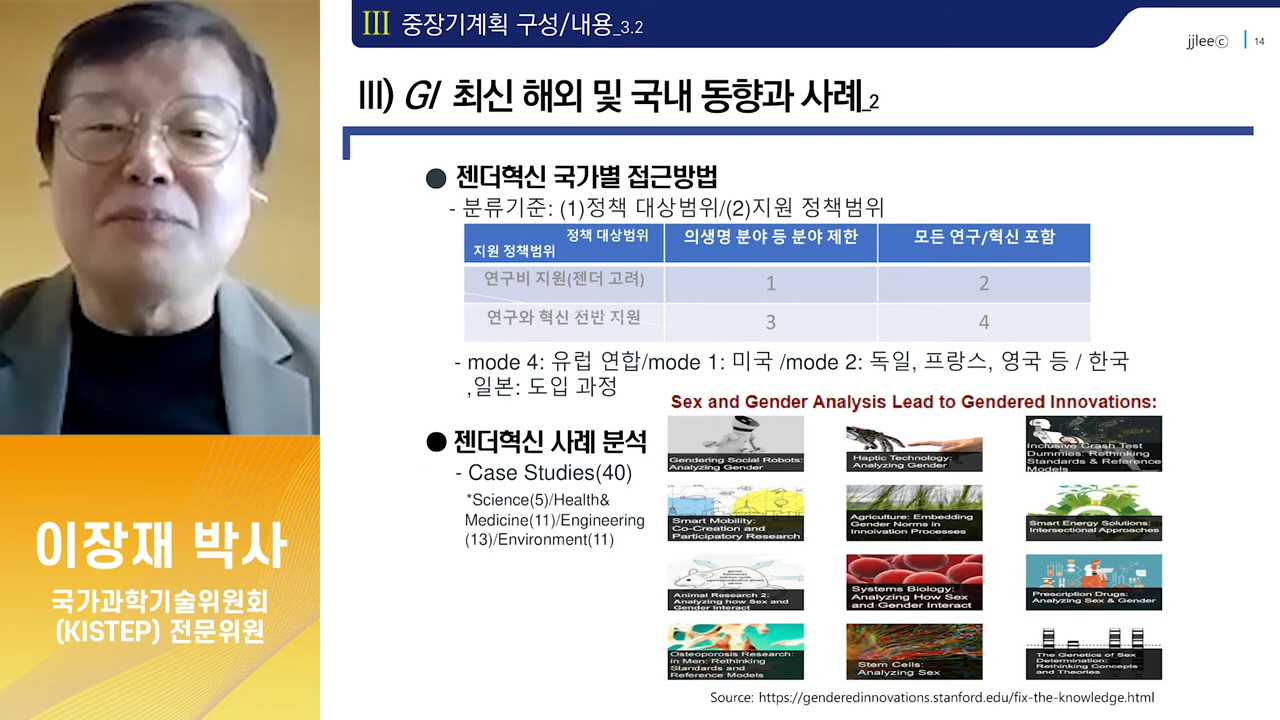 III 중장기계획 구성/내용_3.2
jjleeⓒ
14
III) GI 최신 해외 및 국내 동향과 사례_2
● 젠더혁신 국가별 접근방법
- 분류기준: (1)정책 대상범위/(2)지원 정책범위
정책 대상범위
지원 정책범위
의생명 분야 등 분야 제한
모든 연구/혁신 포함
연구비 지원(젠더 고려)
1
2
연구와 혁신 전반 지원
3
4
- mode 4: 유럽 연합/mode 1: 미국 /mode 2: 독일, 프랑스, 영국 등 / 한국
,일본: 도입 과정
● 젠더혁신 사례 분석
- Case Studies(40)
*Science(5)/Health&
Medicine(11)/Engineering
(13)/Environment(11)
Sex and Gender Analysis Lead to Gendered Innovations:
Gendering Social Robots:
Analyzing Gender
Haptic Technology:
Analyzing Gender
Inclusive Crash Test
Dummies: Rethinking
Standards & Reference
Models
Smart Mobility:
Co-Creation and
Participatory Research
Agriculture: Embedding
Gender Norms in
Innoivation Processes
Smart Energy Solutions:
Intersectional Approaches
Animal Research 2:
Analyzing how Sex and
Gender Interact
Systems Biology:
Analyzing How Sex
and Gender Interact
Prescription Drugs:
Analyzing Sex & Gender
Osteoporosis Research
in Men: Rethinking
Standards and
Reference Models
Stem Cells:
Analyzing Sex
The Genetics of Sex
Determination:
Rethinking Concepts
and Theories
Source: https://genderedinnovations.stanford.edu/fix-the-knowledge.html
이장재 박사
국가과학기술위원회
(KISTEP) 전문위원